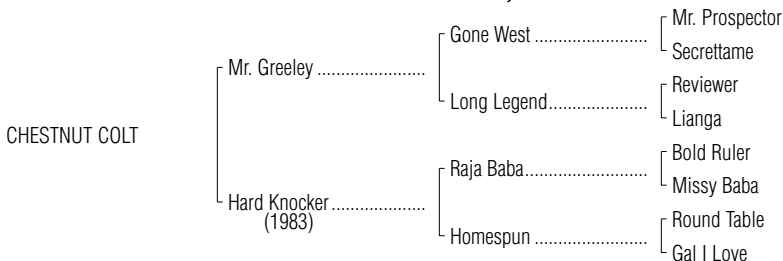 Mr. Prospector
Gone West ........................
Secrettame
Mr. Greeley .......................
Reviewer
Long Legend.....................
Lianga
CHESTNUT COLT
Bold Ruler
Raja Baba..........................
Missy Baba
Hard Knocker ....................
(1983)
Round Table
Homespun ........................
Gal I Love